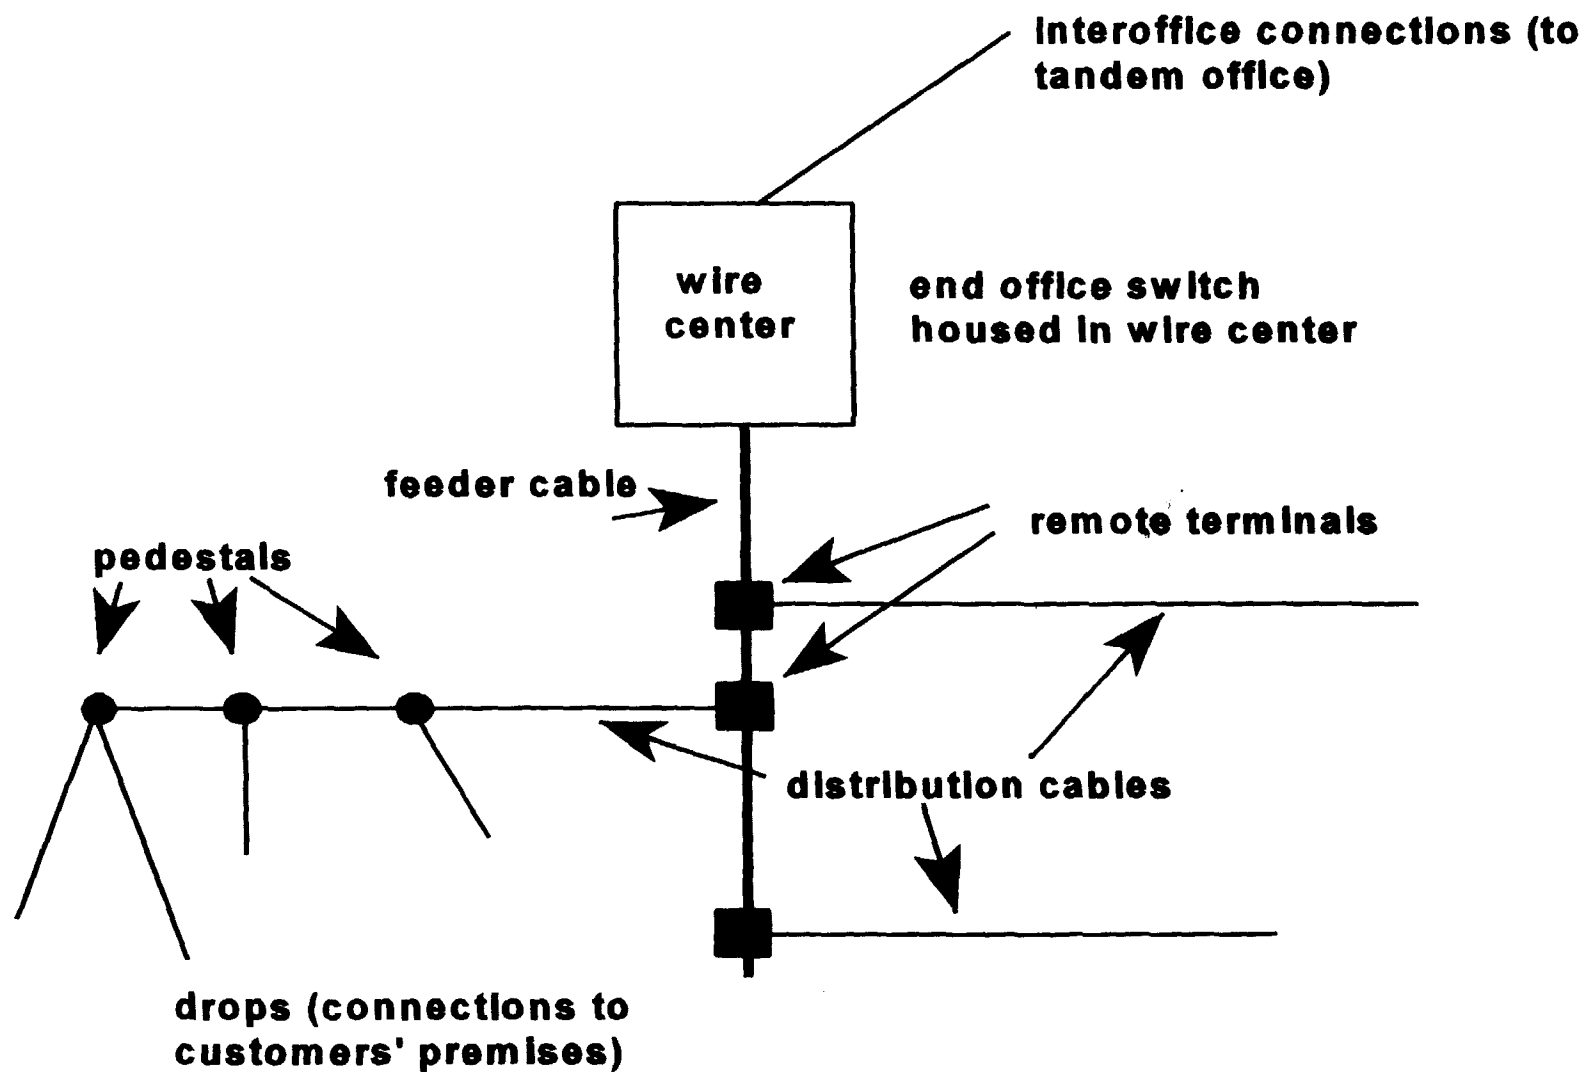 interoffice connections (to
tandem office)
wire
center
end office switch
housed in wire center
feeder cable
remote terminals
pedestals
distribution cables
drops (connections to
customers' premises)